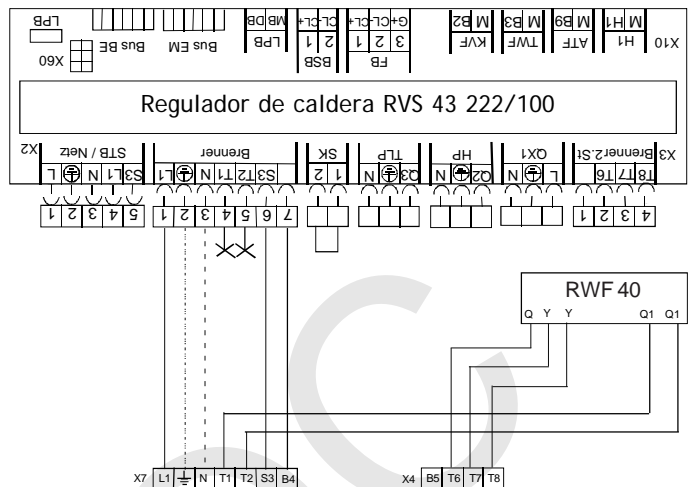 LPB
X60
Bus BE
Bus EM
DB MB
LPB
CL+ CL-
2 1
BSB
CL+ CL- G+
1 2 3
FB
B2 M
KVF
B3 M
TWF
B9 M
ATF
H1 M
H1
X10
Regulador de caldera RVS 43 222/100
X2
STB / Netz
Brenner
SK
TLP
HP
QX1
Brenner2.St
X3
L N L1 S3
L1 N T1 T2 S3
2 1
N Q3
N Q2
N L
T6 T7 T8
1 2 3 4 5
1 2 3 4 5 6 7
1 2 3 4
RWF 40
Q Y Y Q1 Q1
X7 L1 N T1 T2 S3 B4
X4 B5 T6 T7 T8